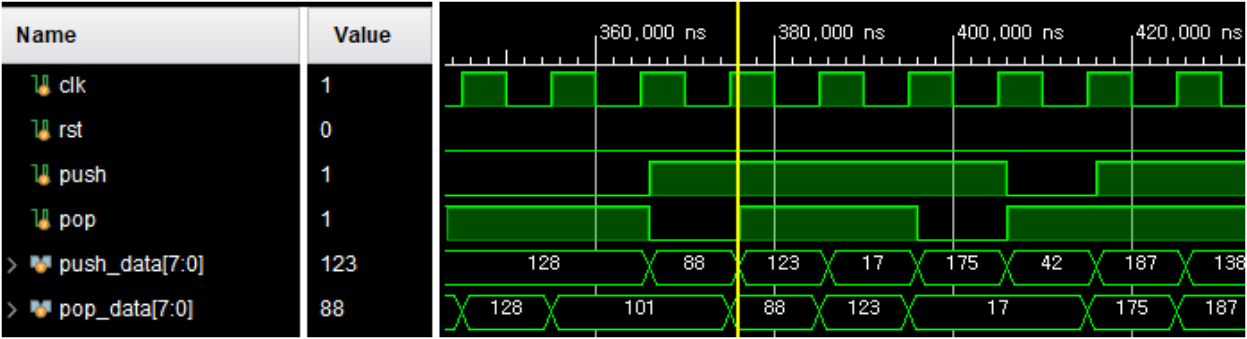 Name Value 360,000 ns 380,000 ns 400,000 ns 420,000 ns
clk 1
rst 0
push 1
pop 1
> push_data[7:0] 123 128 88 123 17 175 42 187 138
> pop_data[7:0] 88 128 101 88 123 17 175 187